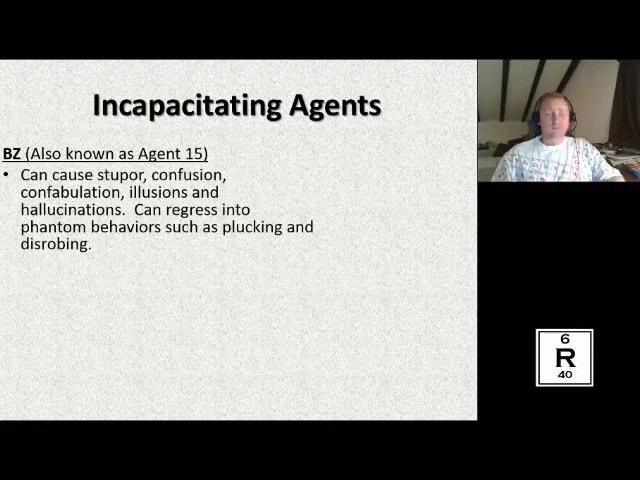 Incapacitating Agents
BZ (Also known as Agent 15)
• Can cause stupor, confusion,
confabulation, illusions and
hallucinations. Can regress into
phantom behaviors such as plucking and
disrobing.
6
R
40